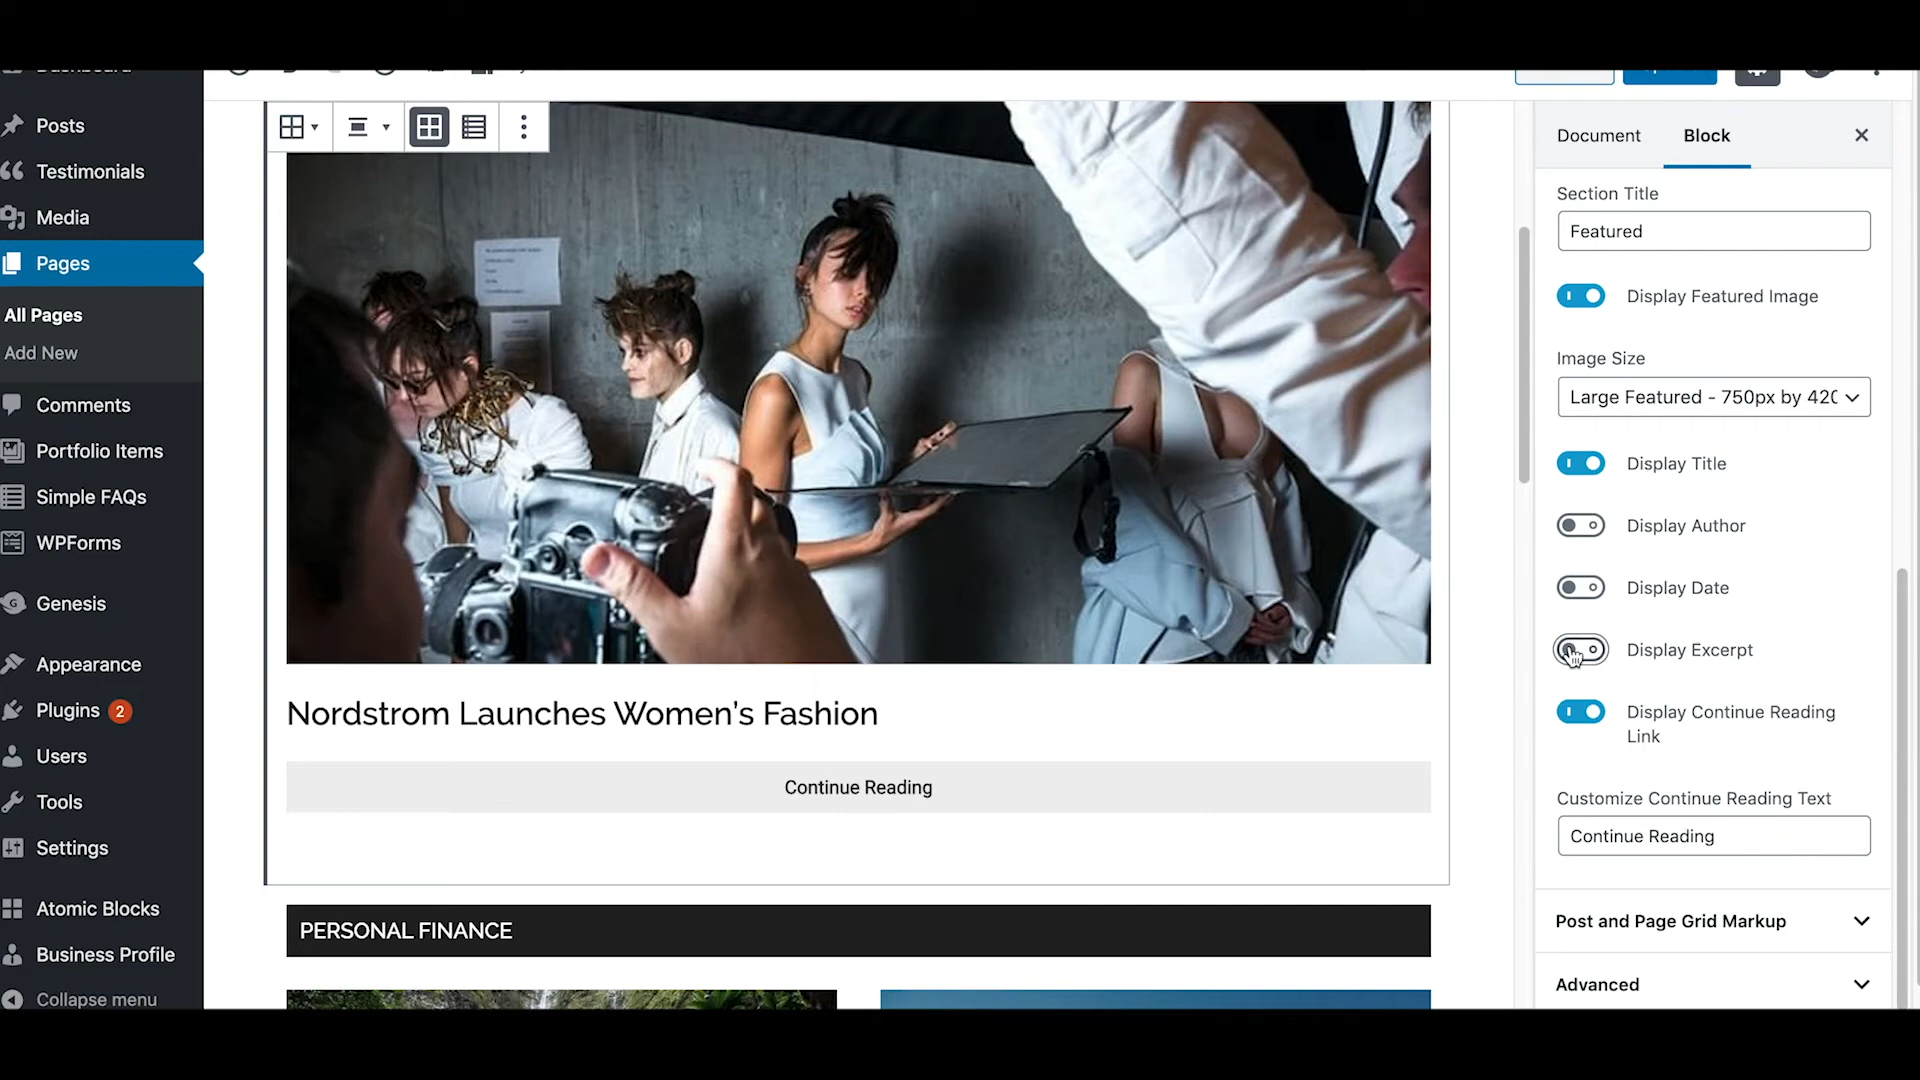 Posts
Testimonials
Media
Pages
All Pages
Add New
Comments
Portfolio Items
Simple FAQs
WPForms
Genesis
Appearance
Plugins 2
Users
Tools
Settings
Atomic Blocks
Business Profile
Collapse menu
Nordstrom Launches Women's Fashion
Continue Reading
PERSONAL FINANCE
Document Block
Section Title
Featured
Display Featured Image
Image Size
Large Featured - 750px by 420
Display Title
Display Author
Display Date
Display Excerpt
Display Continue Reading
Link
Customize Continue Reading Text
Continue Reading
Post and Page Grid Markup
Advanced